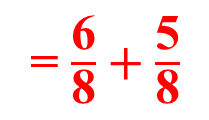 = 6/8 + 5/8